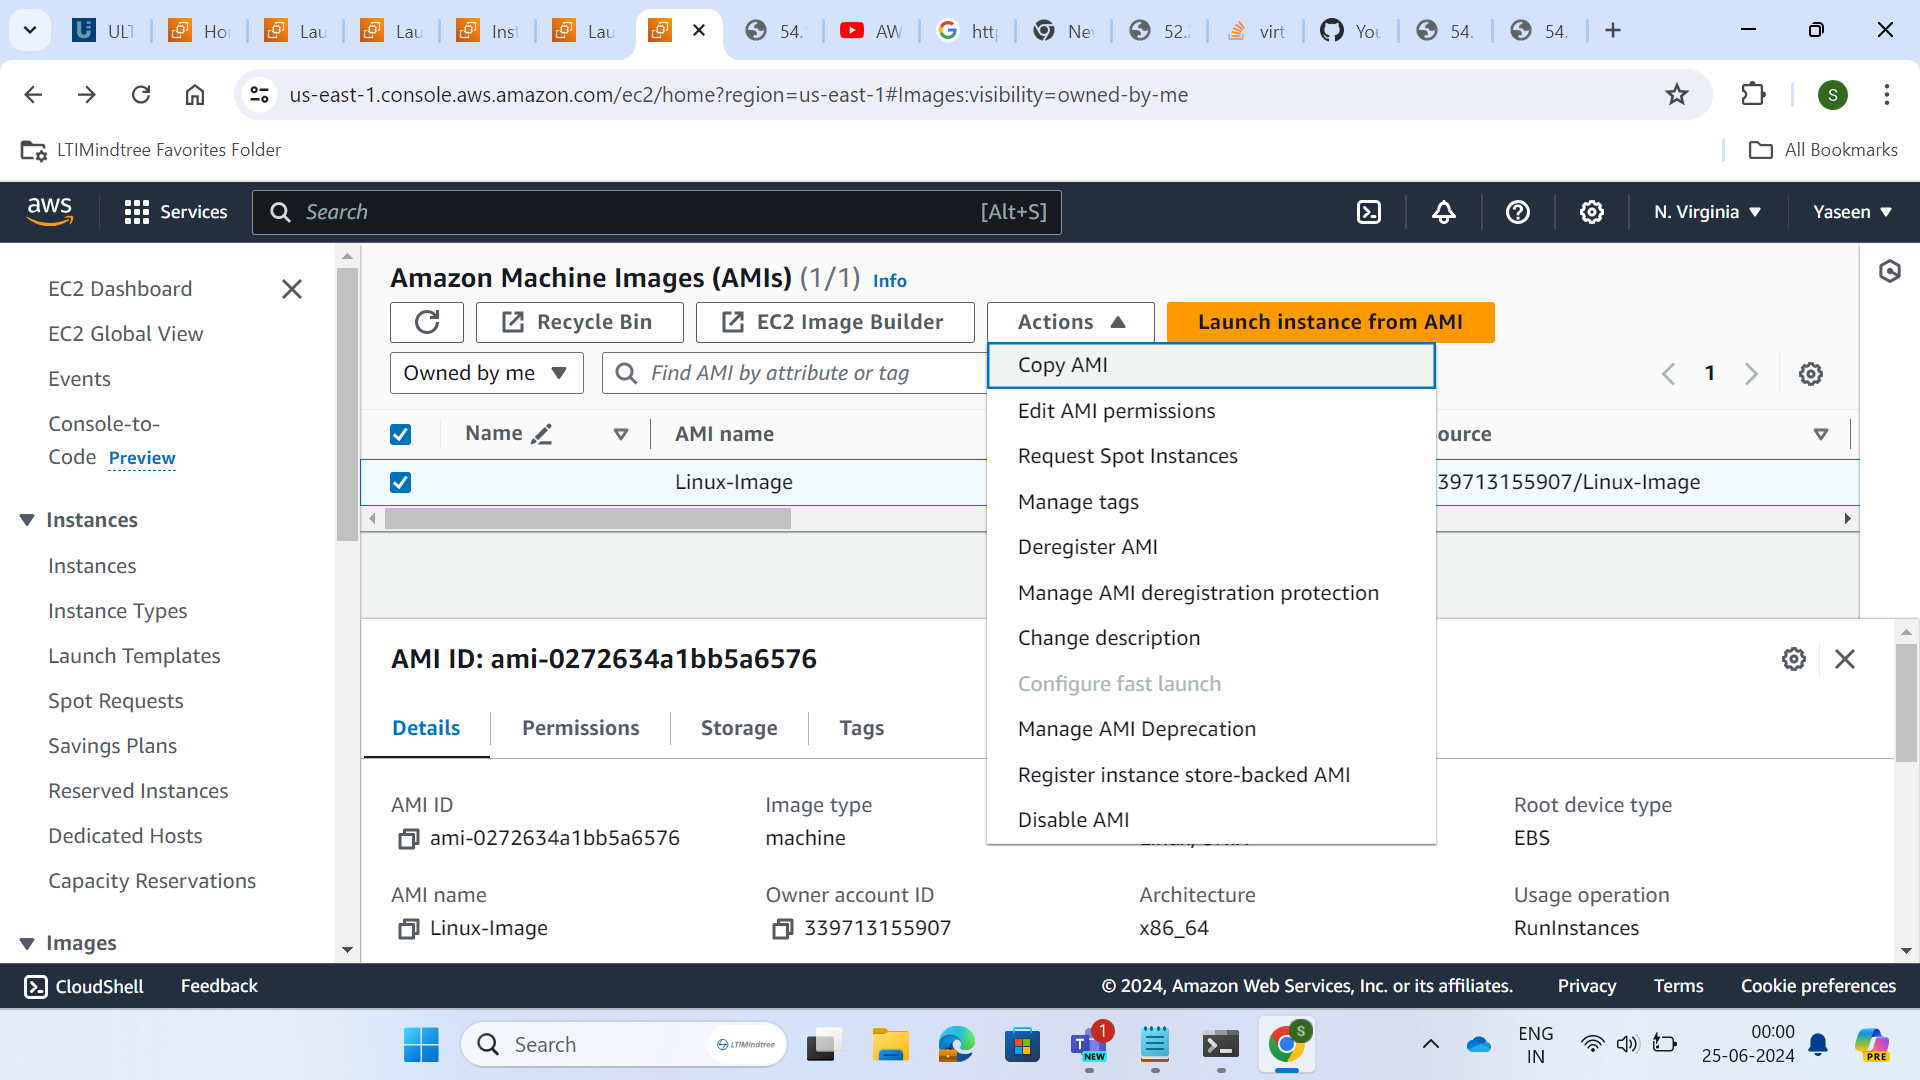 ULT
Ho
Lau
Lau
Inst
Lau
54.
AW
http
Nev
52.2
virt
You
54.
54.
us-east-1.console.aws.amazon.com/ec2/home?region=us-east-1#Images:visibility=owned-by-me
S
LTIMindtree Favorites Folder
All Bookmarks
aws
Services
Search
[Alt+S]
N. Virginia
Yaseen
EC2 Dashboard
EC2 Global View
Events
Console-to-
Code Preview
Instances
Instances
Instance Types
Launch Templates
Spot Requests
Savings Plans
Reserved Instances
Dedicated Hosts
Capacity Reservations
Images
Amazon Machine Images (AMIs) (1/1) Info
Recycle Bin
EC2 Image Builder
Actions
Launch instance from AMI
Owned by me
Find AMI by attribute or tag
1
Name
AMI name
ource
Linux-Image
39713155907/Linux-Image
Copy AMI
Edit AMI permissions
Request Spot Instances
Manage tags
Deregister AMI
Manage AMI deregistration protection
Change description
Configure fast launch
Manage AMI Deprecation
Register instance store-backed AMI
Disable AMI
AMI ID: ami-0272634a1bb5a6576
Details
Permissions
Storage
Tags
AMI ID
ami-0272634a1bb5a6576
Image type
machine
Root device type
EBS
AMI name
Linux-Image
Owner account ID
339713155907
Architecture
x86_64
Usage operation
RunInstances
CloudShell
Feedback
© 2024, Amazon Web Services, Inc. or its affiliates.
Privacy
Terms
Cookie preferences
Search
LTIMindtree
1
T
NEW
S
ENG
IN
00:00
25-06-2024
PRE